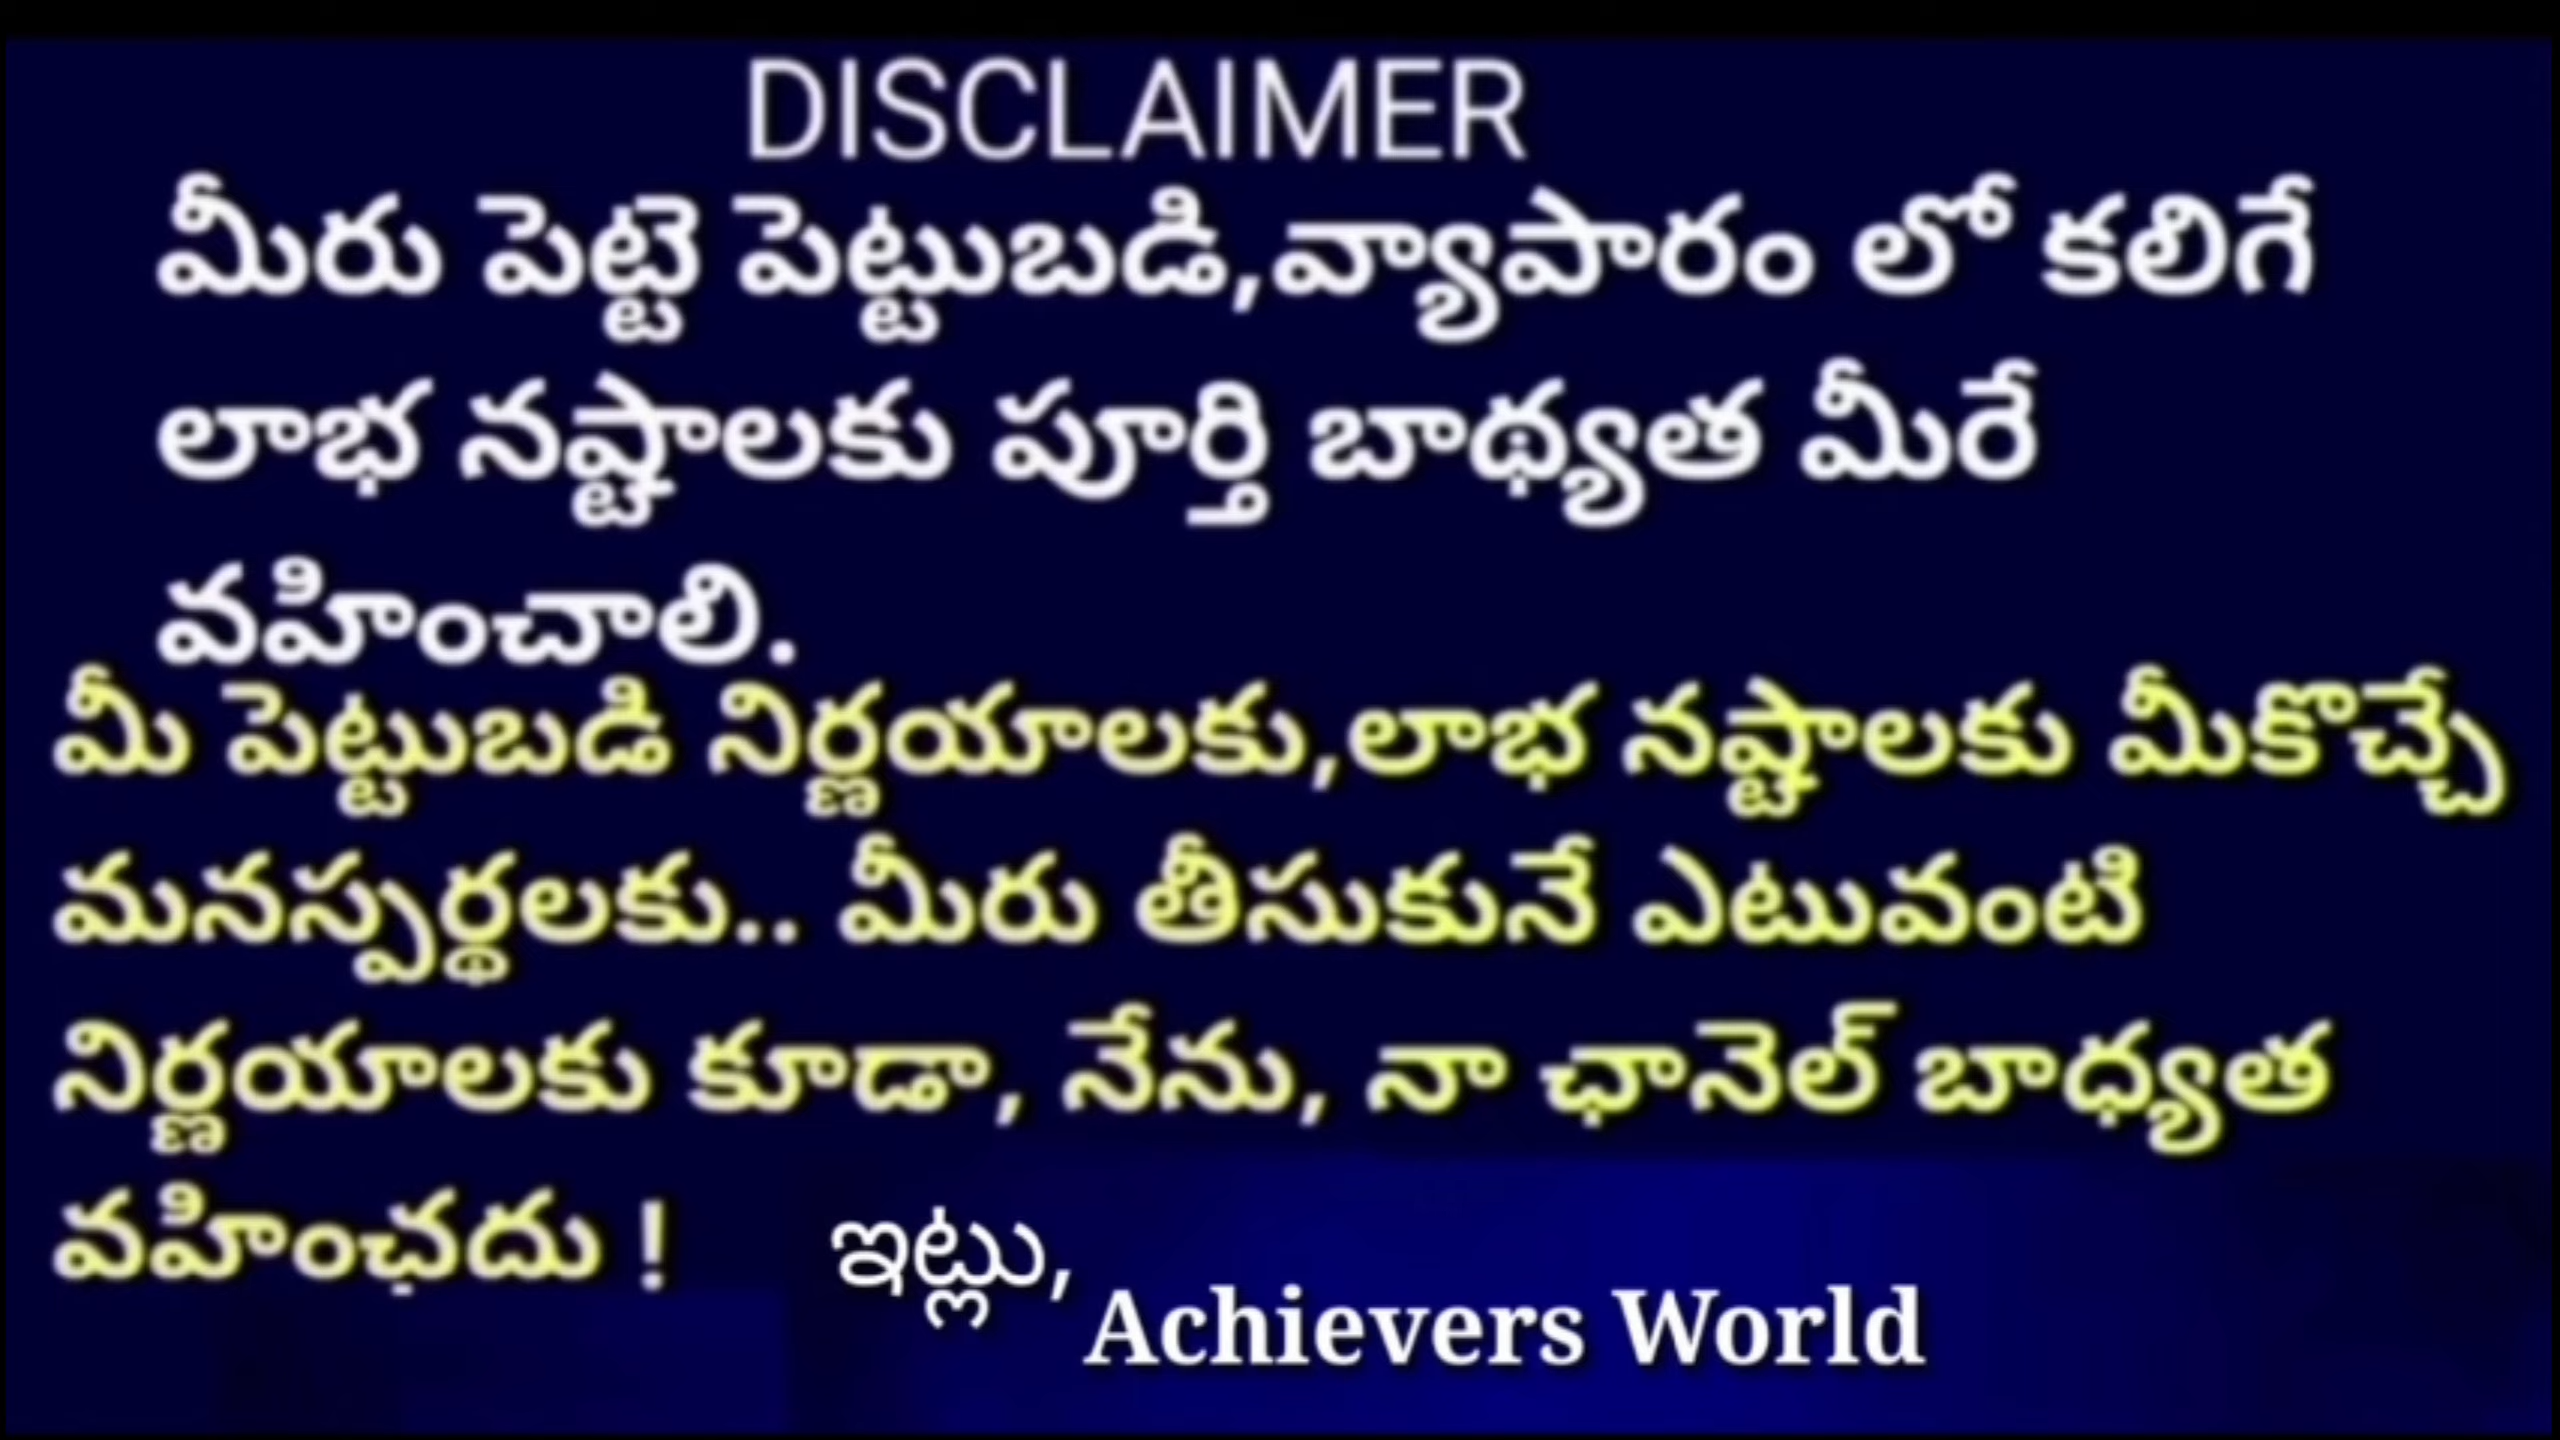 DISCLAIMER
మీరు పెట్టె పెట్టుబడి,వ్యాపారం లో కలిగే
లాభ నష్టాలకు పూర్తి బాథ్యత మీరే
వహించాలి.
మీ పెట్టుబడి నిర్ణయాలకు,లాభ నష్టాలకు మీకొచ్చే
మనస్పర్థలకు.. మీరు తీసుకునే ఎటువంటి
నిర్ణయాలకు కూడా, నేను, నా ఛానెల్ బాధ్యత
వహించదు !
ఇట్లు,
Achievers World